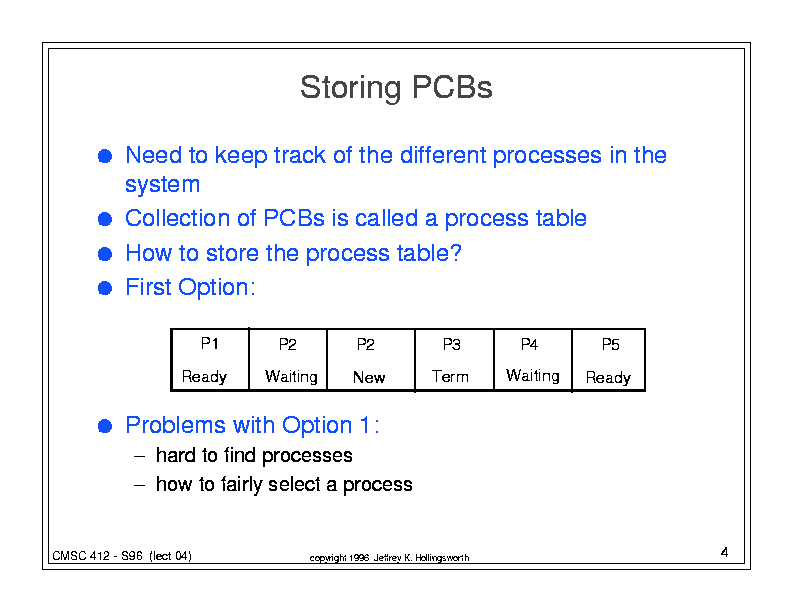 Storing PCBs
● Need to keep track of the different processes in the
system
● Collection of PCBs is called a process table
● How to store the process table?
● First Option:
P1 P2 P2 P3 P4 P5
Ready Waiting New Term Waiting Ready
● Problems with Option 1:
– hard to find processes
– how to fairly select a process
CMSC 412 - S96 (lect 04)
copyright 1996 Jeffrey K. Hollingsworth
4